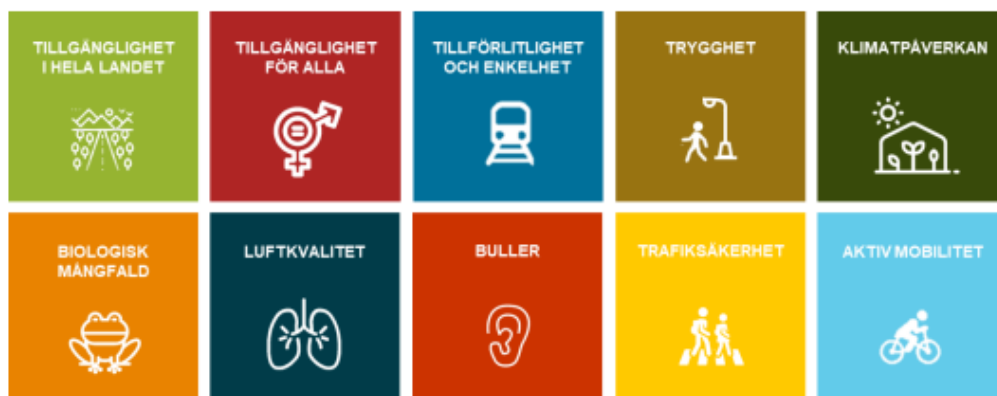 TILLGÄNGLIGHET
I HELA LANDET
TILLGÄNGLIGHET
FÖR ALLA
TILLFÖRLITLIGHET
OCH ENKELHET
TRYGGHET
KLIMATPÅVERKAN
BIOLOGISK
MÅNGFALD
LUFTKVALITET
BULLER
TRAFIKSÄKERHET
AKTIV MOBILITET